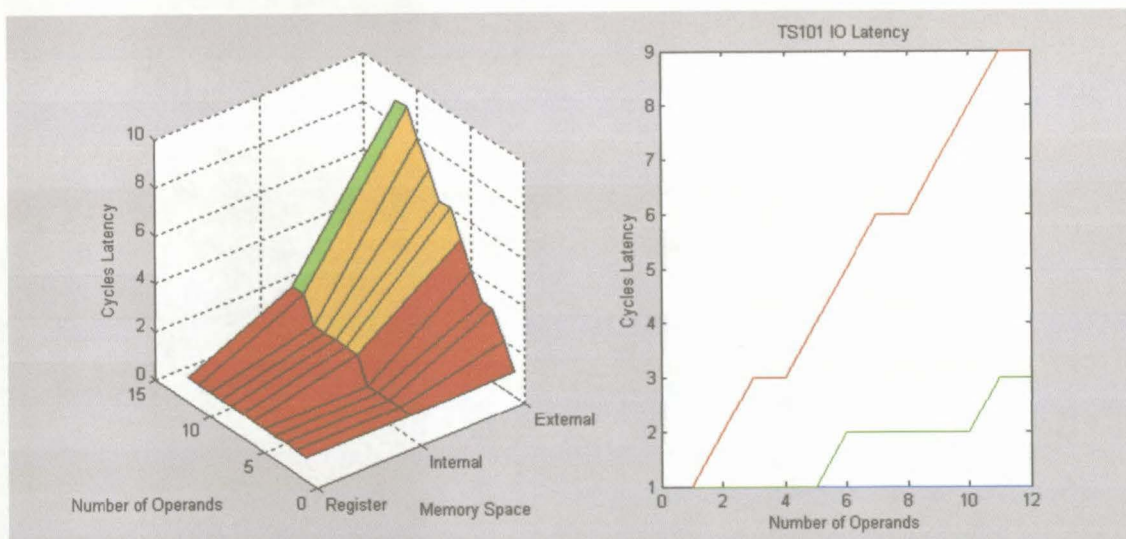 10
8
6
4
2
0
Cycles Latency
15
10
5
0
Number of Operands
Register
Internal
External
Memory Space
TS101 IO Latency
9
8
7
6
5
4
3
2
1
Cycles Latency
0 2 4 6 8 10 12
Number of Operands